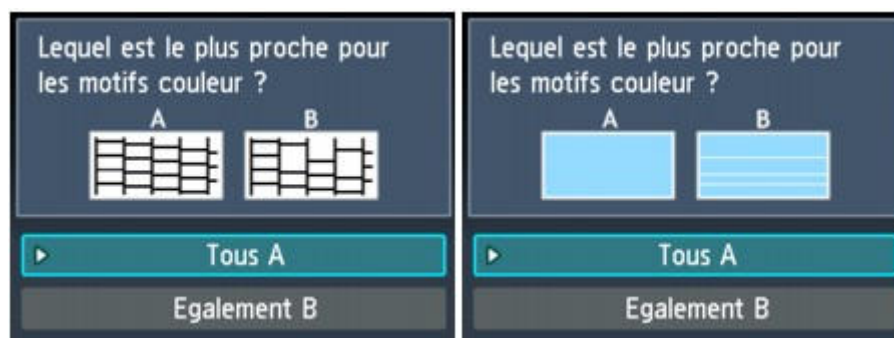 Lequel est le plus proche pour
les motifs couleur ?
A B
Tous A
Egalement B
Lequel est le plus proche pour
les motifs couleur ?
A B
Tous A
Egalement B